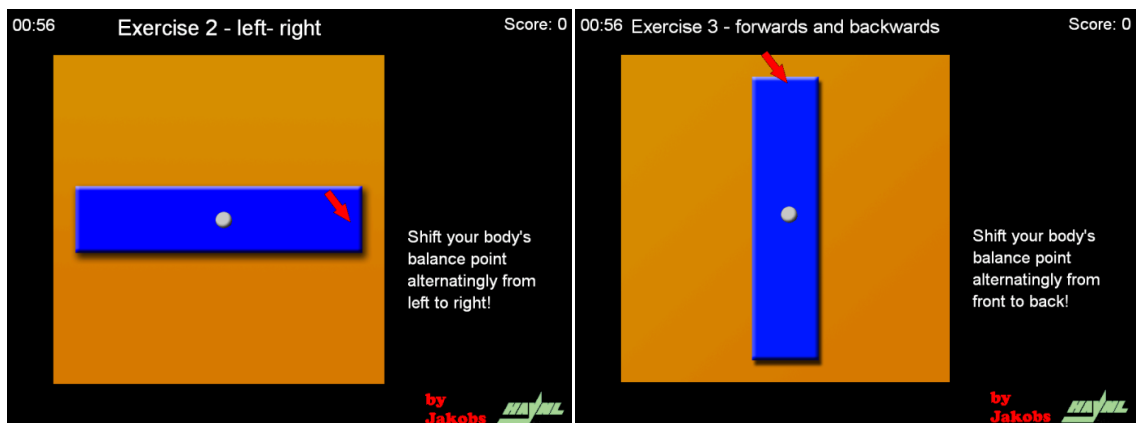 00:56
Exercise 2 - left- right
Score: 0
Shift your body's
balance point
alternatingly from
left to right!
by
Jakobs
HAYNL
00:56
Exercise 3 - forwards and backwards
Score: 0
Shift your body's
balance point
alternatingly from
front to back!
by
Jakobs
HAYNL